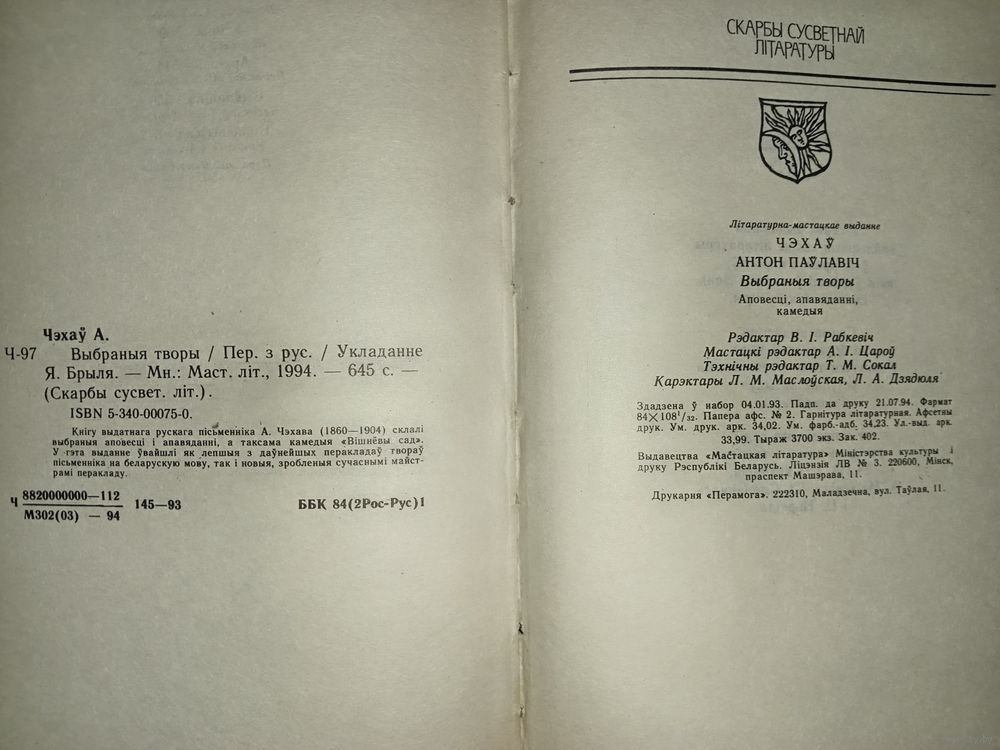 Чэхаў А.
Ч-97 Выбраныя творы / Пер. з рус. / Укладанне
Я. Брыля. — Мн.: Маст. літ., 1994. — 645 с. —
(Скарбы сусвет. літ.).
ISBN 5-340-00075-0.
Кнігу выдатнага рускага пісьменніка А. Чэхава (1860—1904) склалі
выбраныя аповесці і апавяданні, а таксама камедыя «Вішнёвы сад».
У гэта выданне ўвайшлі як лепшыя з даўнейшых перакладаў твораў
пісьменніка на беларускую мову, так і новыя, зробленыя сучаснымі майст-
рамі перакладу.
Ч 8820000000—112
М302(03) — 94
145—93
ББК 84(2Рос-Рус)1
СКАРБЫ СУСВЕТНАЙ
ЛІТАРАТУРЫ
Літаратурна-мастацкае выданне
ЧЭХАЎ
АНТОН ПАЎЛАВІЧ
Выбраныя творы
Аповесці, апавяданні,
камедыя
Рэдактар В. І. Рабкевіч
Мастацкі рэдактар А. І. Цароў
Тэхнічны рэдактар Т. М. Сокал
Карэктары Л. М. Маслоўская, Л. А. Дзядюля
Здадзена ў набор 04.01.93. Падп. да друку 21.07.94. Фармат
84×108¹/₃₂. Папера афс. № 2. Гарнітура літаратурная. Афсетны
друк. Ум. друк. арк. 34,02. Ум. фарб.-адб. 34,23. Ул.-выд. арк.
33,99. Тыраж 3700 экз. Зак. 402.
Выдавецтва «Мастацкая літаратура» Міністэрства культуры і
друку Рэспублікі Беларусь. Ліцэнзія ЛВ № 3. 220600, Мінск,
праспект Машэрава, 11.
Друкарня «Перамога». 222310, Маладзечна, вул. Таўлая, 11.